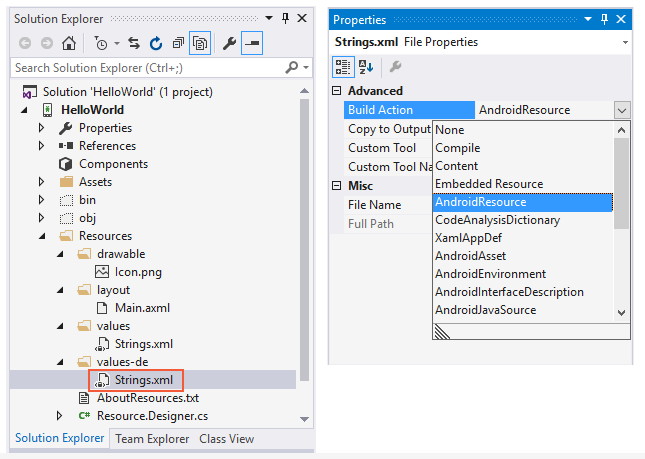 Solution Explorer
Search Solution Explorer (Ctrl+;)
Solution 'HelloWorld' (1 project)
HelloWorld
Properties
References
Components
Assets
bin
obj
Resources
drawable
Icon.png
layout
Main.axml
values
Strings.xml
values-de
Strings.xml
AboutResources.txt
C# Resource.Designer.cs
Solution Explorer Team Explorer Class View
Properties
Strings.xml File Properties
Advanced
Build Action AndroidResource
Copy to Output
Custom Tool
Custom Tool Na
Misc
File Name
Full Path
None
Compile
Content
Embedded Resource
AndroidResource
CodeAnalysisDictionary
XamlAppDef
AndroidAsset
AndroidEnvironment
AndroidInterfaceDescription
AndroidJavaSource